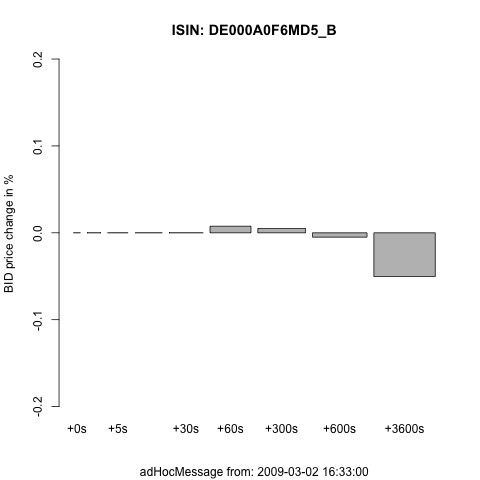 ISIN: DE000A0F6MD5_B
BID price change in %
0.2
0.1
0.0
-0.1
-0.2
+0s +5s +30s +60s +300s +600s +3600s
adHocMessage from: 2009-03-02 16:33:00